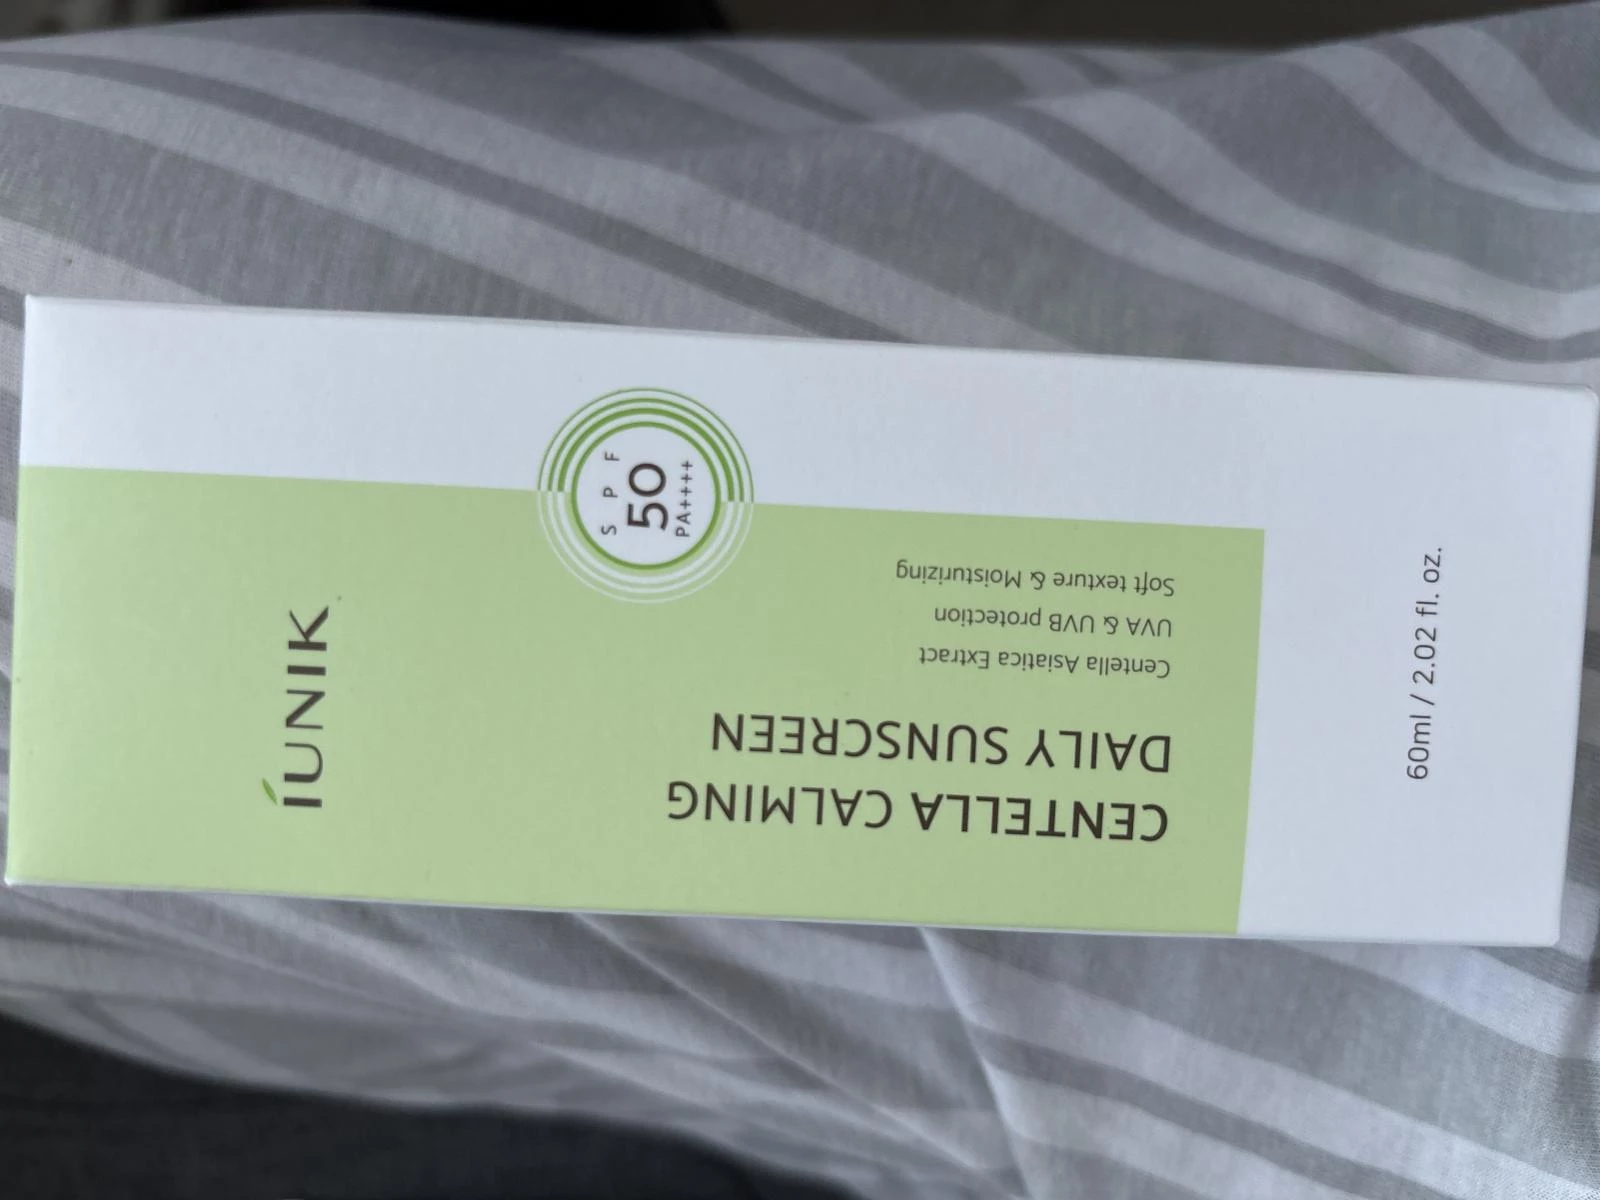 iUNIK
S P F
50
PA++++
CENTELLA CALMING
DAILY SUNSCREEN
Centella Asiatica Extract
UVA & UVB protection
Soft texture & Moisturizing
60ml / 2.02 fl. oz.